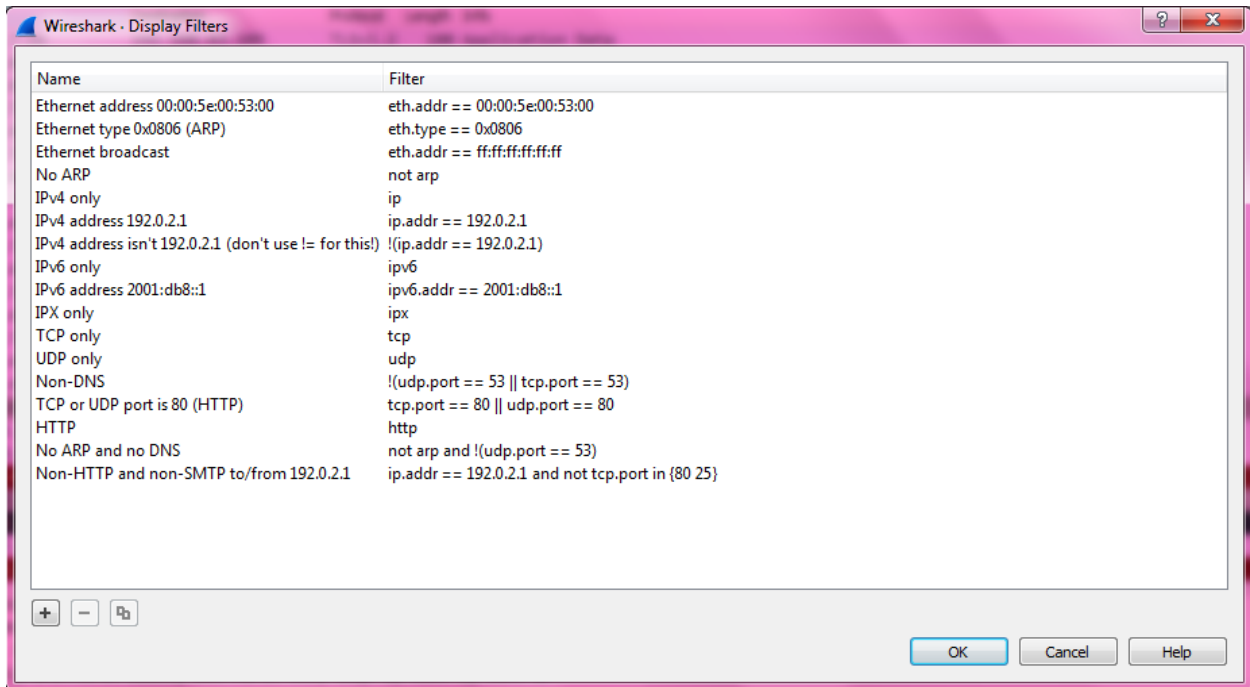 Wireshark · Display Filters
Name Filter
Ethernet address 00:00:5e:00:53:00 eth.addr == 00:00:5e:00:53:00
Ethernet type 0x0806 (ARP) eth.type == 0x0806
Ethernet broadcast eth.addr == ff:ff:ff:ff:ff:ff
No ARP not arp
IPv4 only ip
IPv4 address 192.0.2.1 ip.addr == 192.0.2.1
IPv4 address isn't 192.0.2.1 (don't use != for this!) !(ip.addr == 192.0.2.1)
IPv6 only ipv6
IPv6 address 2001:db8::1 ipv6.addr == 2001:db8::1
IPX only ipx
TCP only tcp
UDP only udp
Non-DNS !(udp.port == 53 || tcp.port == 53)
TCP or UDP port is 80 (HTTP) tcp.port == 80 || udp.port == 80
HTTP http
No ARP and no DNS not arp and !(udp.port == 53)
Non-HTTP and non-SMTP to/from 192.0.2.1 ip.addr == 192.0.2.1 and not tcp.port in {80 25}
OK Cancel Help